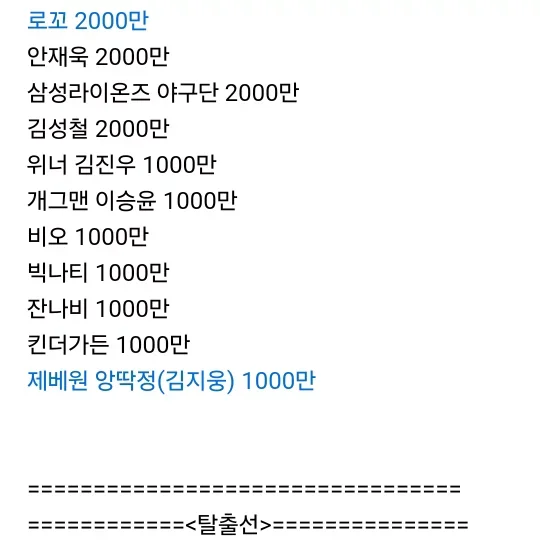 로꼬 2000만
안재욱 2000만
삼성라이온즈 야구단 2000만
김성철 2000만
위너 김진우 1000만
개그맨 이승윤 1000만
비오 1000만
빅나티 1000만
잔나비 1000만
킨더가든 1000만
제베원 앙딱정(김지웅) 1000만
=================================
============<탈출선>===============